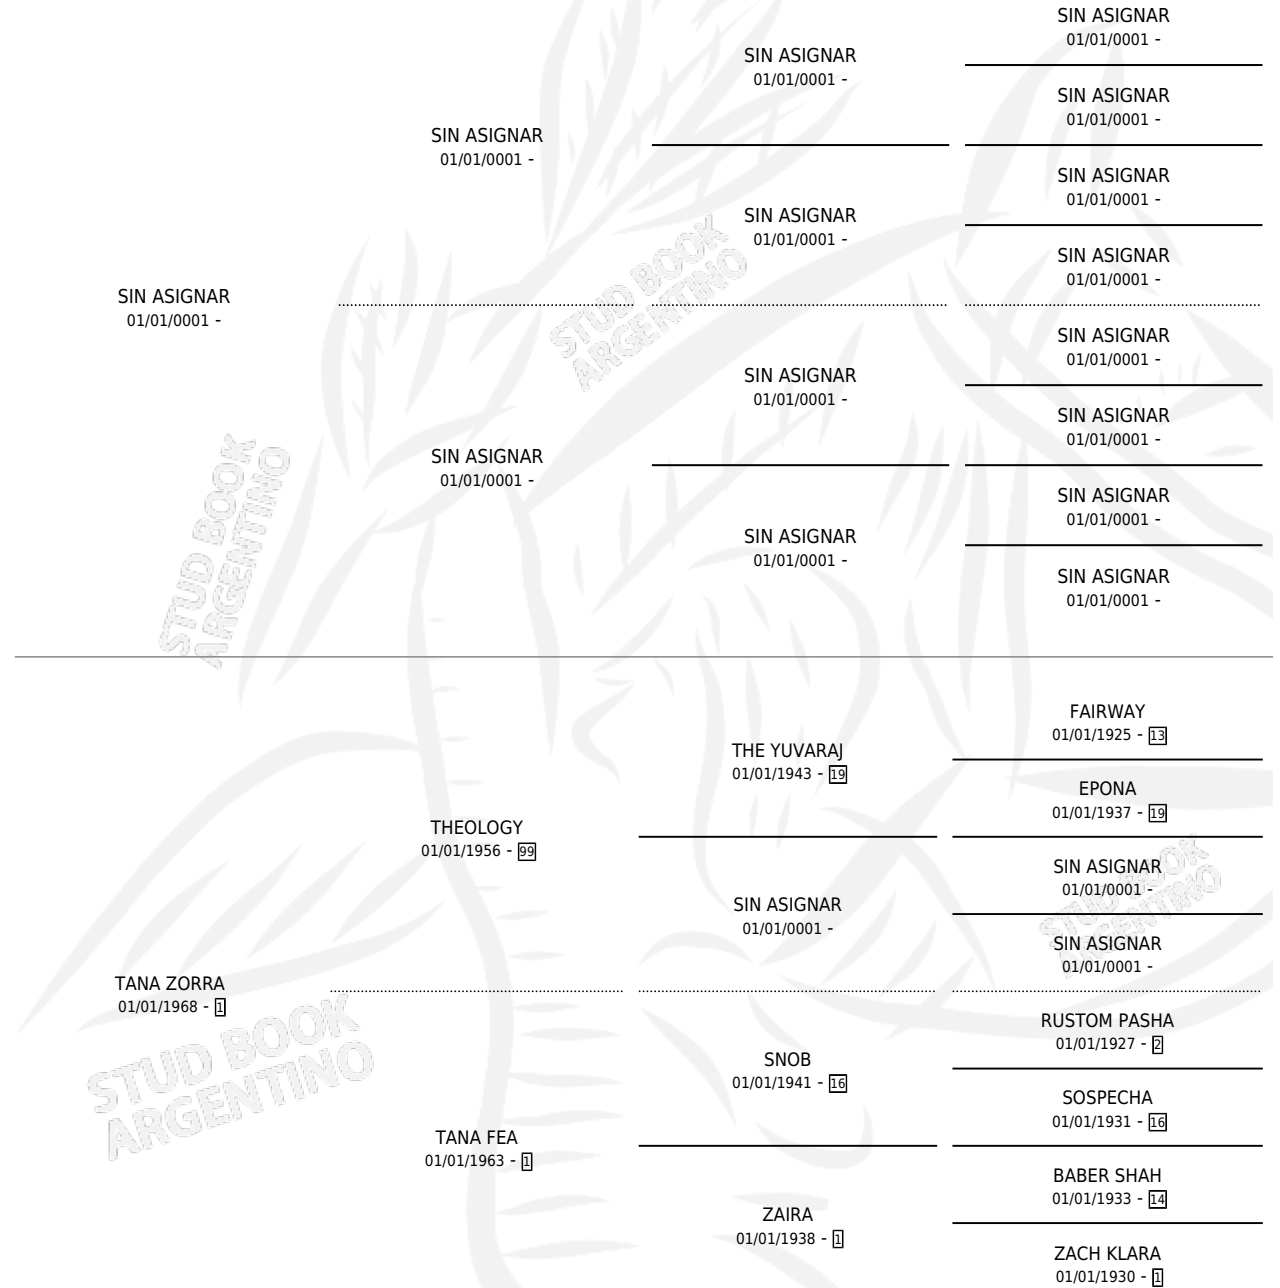 SIN ASIGNAR
01/01/0001 -
SIN ASIGNAR
01/01/0001 -
SIN ASIGNAR
01/01/0001 -
SIN ASIGNAR
01/01/0001 -
SIN ASIGNAR
01/01/0001 -
SIN ASIGNAR
01/01/0001 -
SIN ASIGNAR
01/01/0001 -
SIN ASIGNAR
01/01/0001 -
SIN ASIGNAR
01/01/0001 -
SIN ASIGNAR
01/01/0001 -
SIN ASIGNAR
01/01/0001 -
SIN ASIGNAR
01/01/0001 -
SIN ASIGNAR
01/01/0001 -
SIN ASIGNAR
01/01/0001 -
SIN ASIGNAR
01/01/0001 -
STUD BOOK
ARGENTINO
STUD BOOK
ARGENTINO
FAIRWAY
01/01/1925 - 13
THE YUVARAJ
01/01/1943 - 19
EPONA
01/01/1937 - 19
THEOLOGY
01/01/1956 - 99
SIN ASIGNAR
01/01/0001 -
SIN ASIGNAR
01/01/0001 -
SIN ASIGNAR
01/01/0001 -
STUD BOOK
ARGENTINO
TANA ZORRA
01/01/1968 - 1
RUSTOM PASHA
01/01/1927 - 2
SNOB
01/01/1941 - 16
SOSPECHA
01/01/1931 - 16
STUD BOOK
ARGENTINO
TANA FEA
01/01/1963 - 1
BABER SHAH
01/01/1933 - 14
ZAIRA
01/01/1938 - 1
ZACH KLARA
01/01/1930 - 1